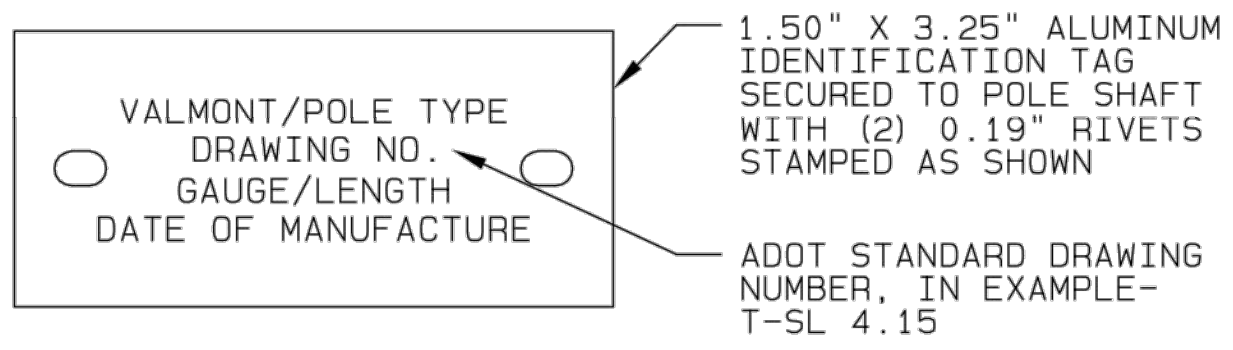 VALMONT/POLE TYPE
DRAWING NO.
GAUGE/LENGTH
DATE OF MANUFACTURE
1.50" X 3.25" ALUMINUM
IDENTIFICATION TAG
SECURED TO POLE SHAFT
WITH (2) 0.19" RIVETS
STAMPED AS SHOWN
ADOT STANDARD DRAWING
NUMBER, IN EXAMPLE-
T-SL 4.15